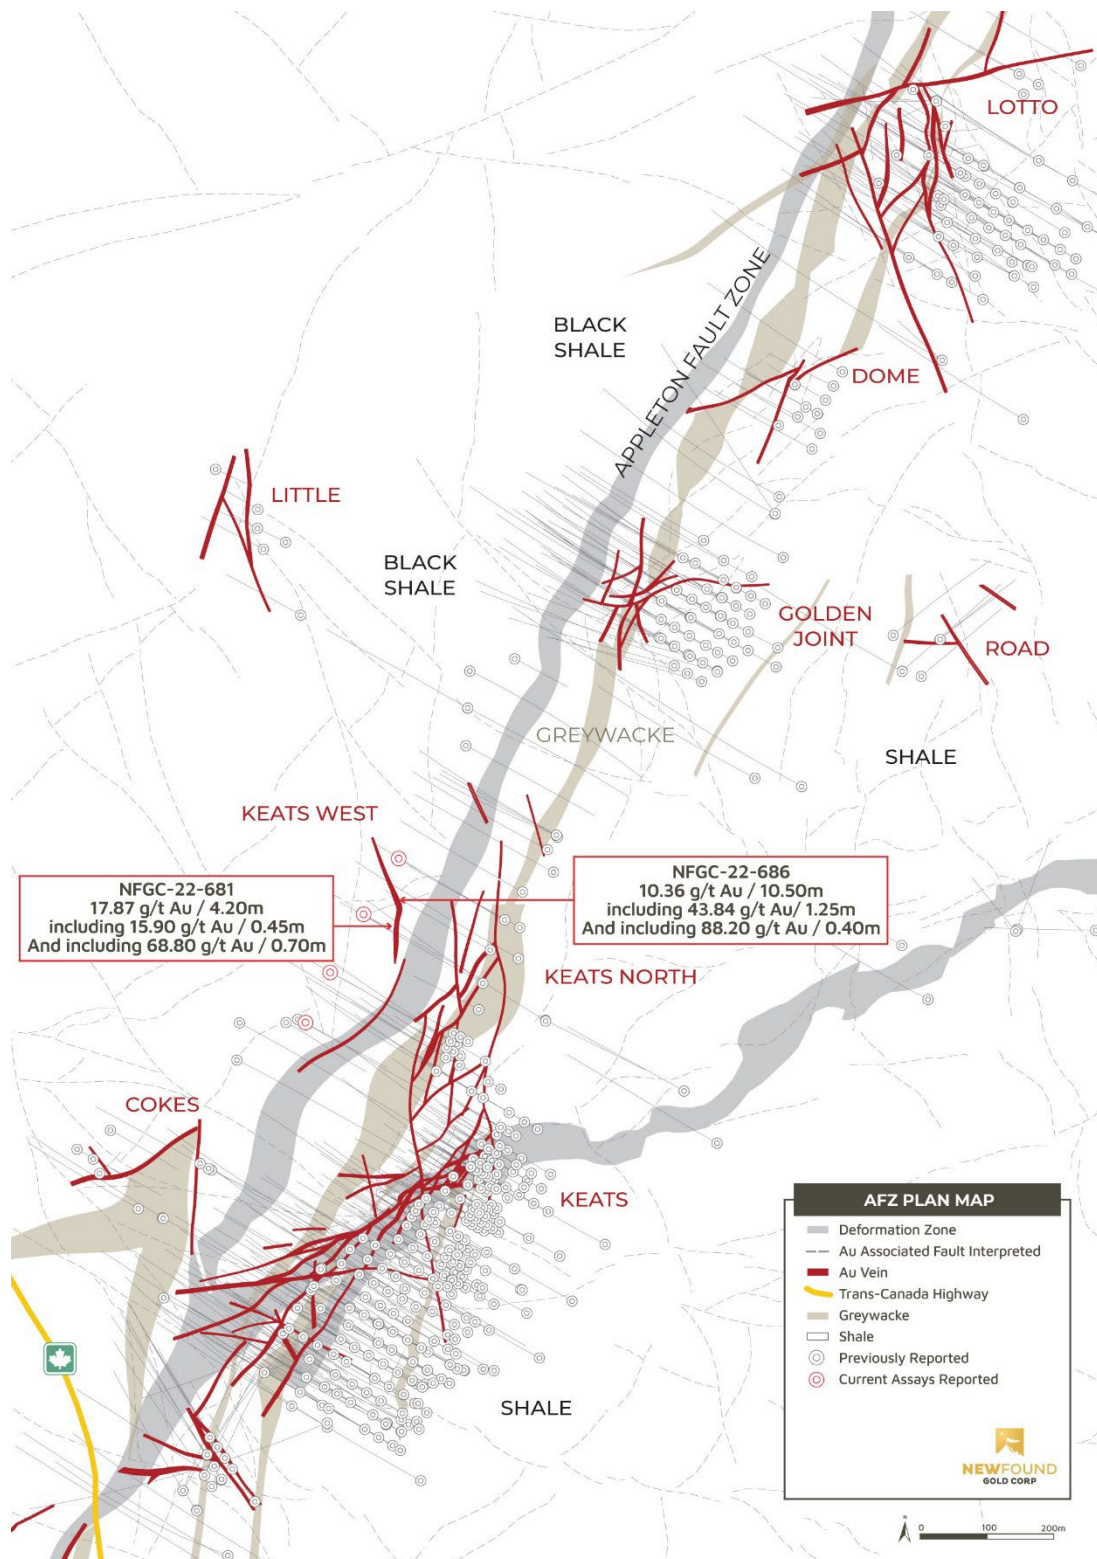 LOTTO
APPLETON FAULT ZONE
BLACK
SHALE
DOME
LITTLE
BLACK
SHALE
GOLDEN
JOINT
ROAD
GREYWACKE
SHALE
KEATS WEST
NFGC-22-681
17.87 g/t Au / 4.20m
including 15.90 g/t Au / 0.45m
And including 68.80 g/t Au / 0.70m
NFGC-22-686
10.36 g/t Au / 10.50m
including 43.84 g/t Au/ 1.25m
And including 88.20 g/t Au / 0.40m
KEATS NORTH
COKES
KEATS
SHALE
AFZ PLAN MAP
Deformation Zone
Au Associated Fault Interpreted
Au Vein
Trans-Canada Highway
Greywacke
Shale
Previously Reported
Current Assays Reported
NEWFOUND
GOLD CORP
N
0 100 200m